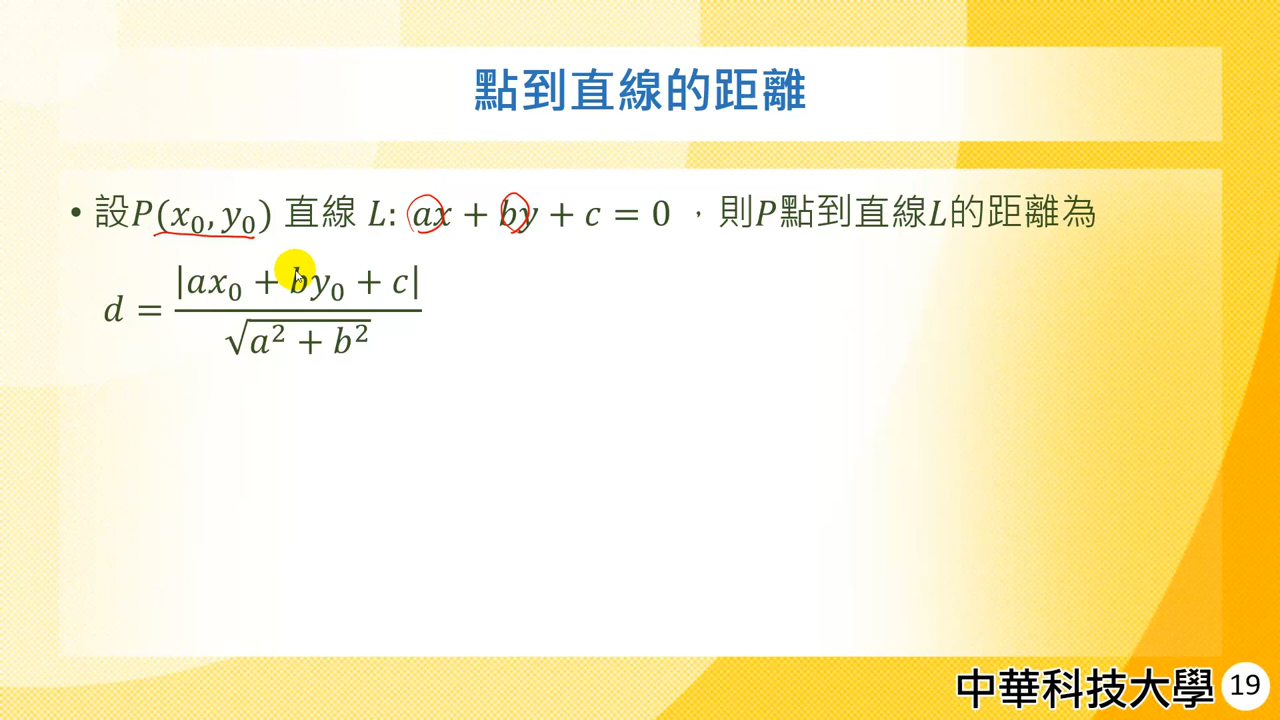 點到直線的距離
• 設P(x₀, y₀) 直線 L: ax + by + c = 0 ，則P點到直線L的距離為
d = |ax₀ + by₀ + c| / √(a² + b²)
中華科技大學 19